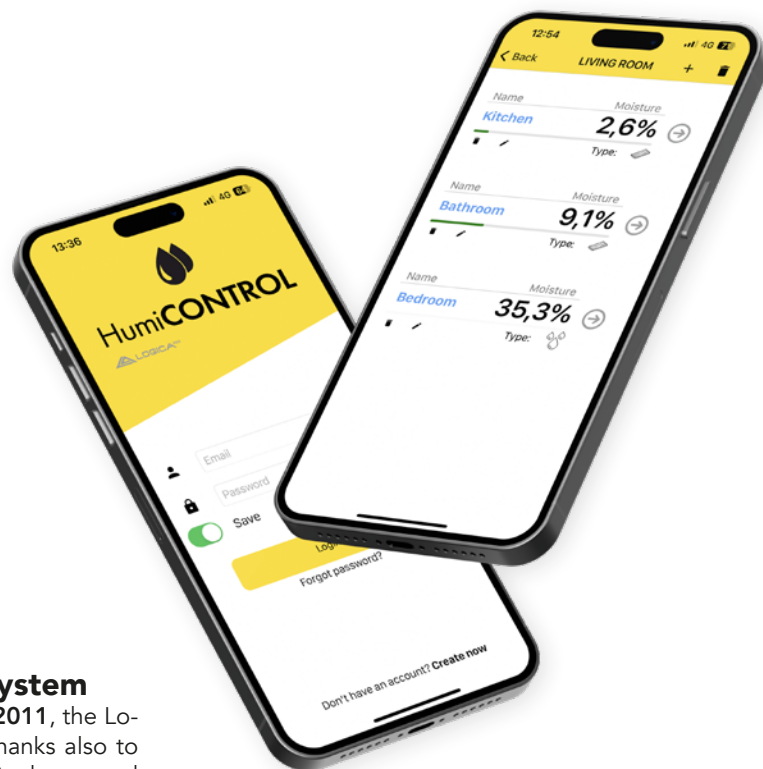 12:54
4G
Back
LIVING ROOM
+
Name
Moisture
Kitchen
2,6%
Type:
Name
Moisture
Bathroom
9,1%
Type:
Name
Moisture
Bedroom
35,3%
Type:
13:36
4G 64
HumiCONTROL
LOGICA
Email
Password
Save
Forgot password?
Don't have an account? Create now
2011, the Lo-
hanks also to